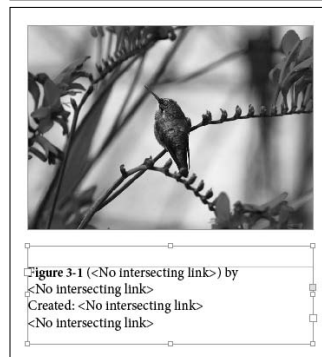 Figure 3-1 (<No intersecting link>) by
<No intersecting link>
Created: <No intersecting link>
<No intersecting link>